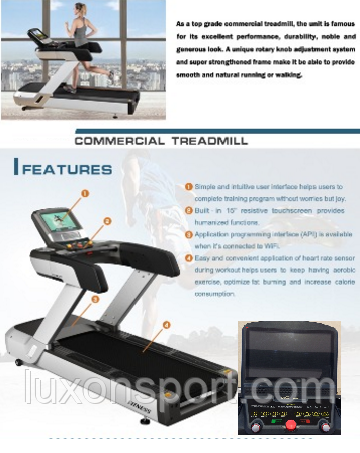 As a top grade commercial treadmill, the unit is famous
for its excellent performance, durability, noble and
generous look. A unique rotary knob adjustment system
and super strengthened frame make it be able to provide
smooth and natural running or walking.
COMMERCIAL TREADMILL
FEATURES
1 Simple and intuitive user interface helps users to
complete training program without worries but joy.
2 Built - in 15" resistive touchscreen provides
humanized functions.
3 Application programming interface (API) is available
when it's connected to WiFi.
4 Easy and convenient application of heart rate sensor
during workout helps users to keep having aerobic
exercise, optimize fat burning and increase calorie
consumption.
1
2
3
4
FITNESS
luxonsport.com